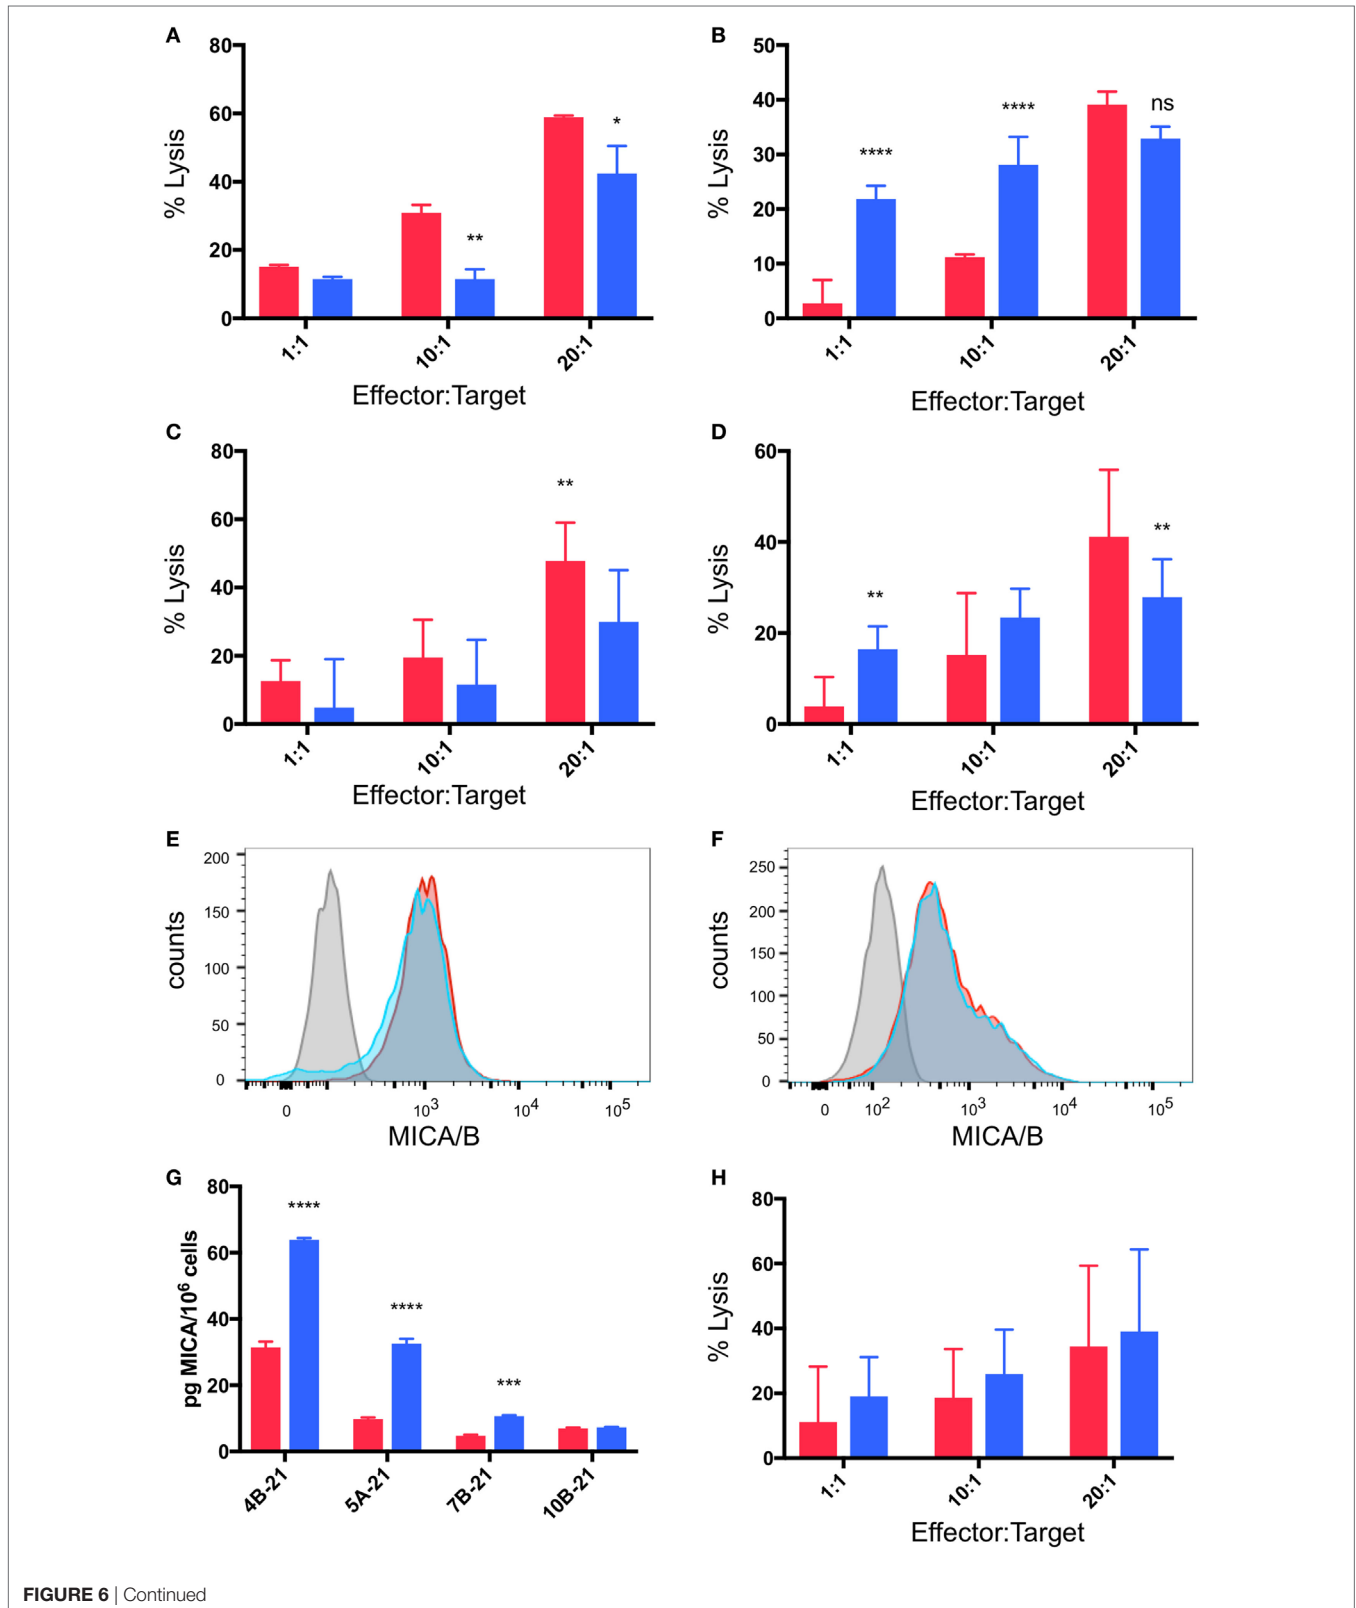 A
80
60
40
20
0
% Lysis
**
*
1:1
10:1
20:1
Effector:Target
B
50
40
30
20
10
0
% Lysis
****
****
ns
1:1
10:1
20:1
Effector:Target
C
80
60
40
20
0
% Lysis
**
1:1
10:1
20:1
Effector:Target
D
60
40
20
0
% Lysis
**
**
1:1
10:1
20:1
Effector:Target
E
200
150
100
50
0
counts
0
10³
10⁴
10⁵
MICA/B
F
250
200
150
100
50
0
counts
0
10²
10³
10⁴
10⁵
MICA/B
G
80
60
40
20
0
pg MICA/10⁶ cells
****
****
***
4B-21
5A-21
7B-21
10B-21
H
80
60
40
20
0
% Lysis
1:1
10:1
20:1
Effector:Target
FIGURE 6 | Continued